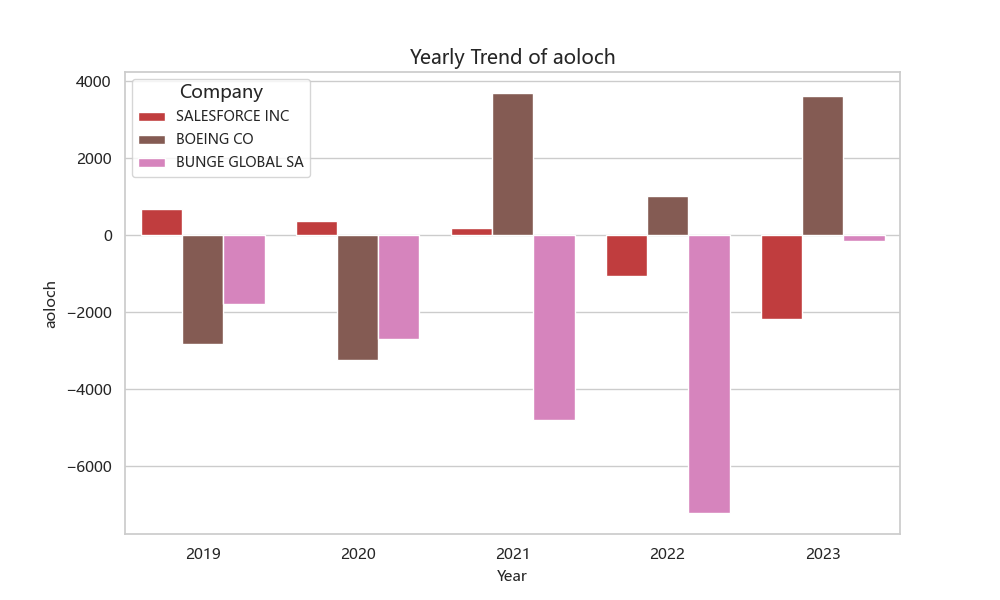 Yearly Trend of aoloch
Company
SALESFORCE INC
BOEING CO
BUNGE GLOBAL SA
4000
2000
0
−2000
−4000
−6000
aoloch
2019 2020 2021 2022 2023
Year